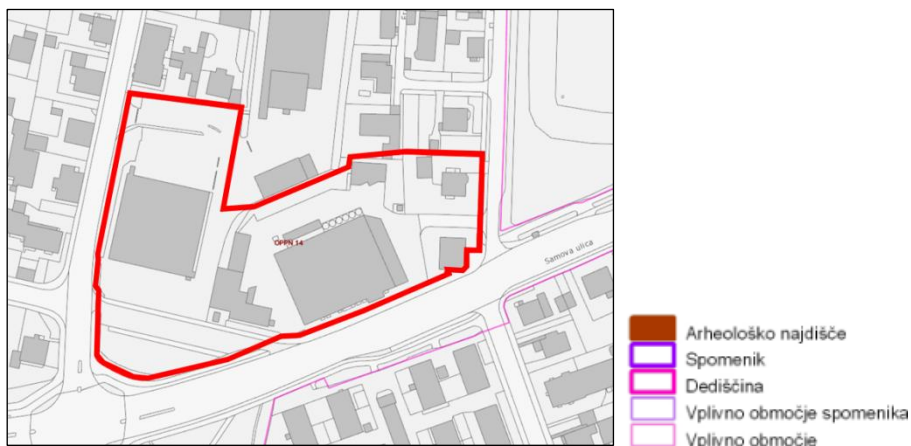 OPPN 14
Samova ulica
Arheološko najdišče
Spomenik
Dediščina
Vplivno območje spomenika
Vplivno območje